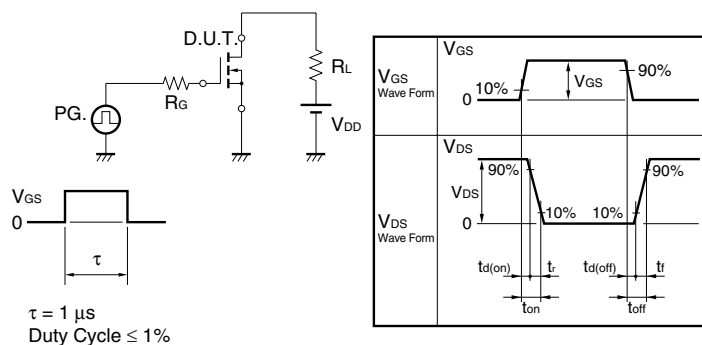 D.U.T.
RL
RG
PG.
VDD
VGS
0
τ
τ = 1 μs
Duty Cycle ≤ 1%
VGS
Wave Form
VGS
10%
90%
VGS
0
VDS
Wave Form
VDS
90%
90%
VDS
10%
10%
0
td(on)
tr
td(off)
tf
ton
toff